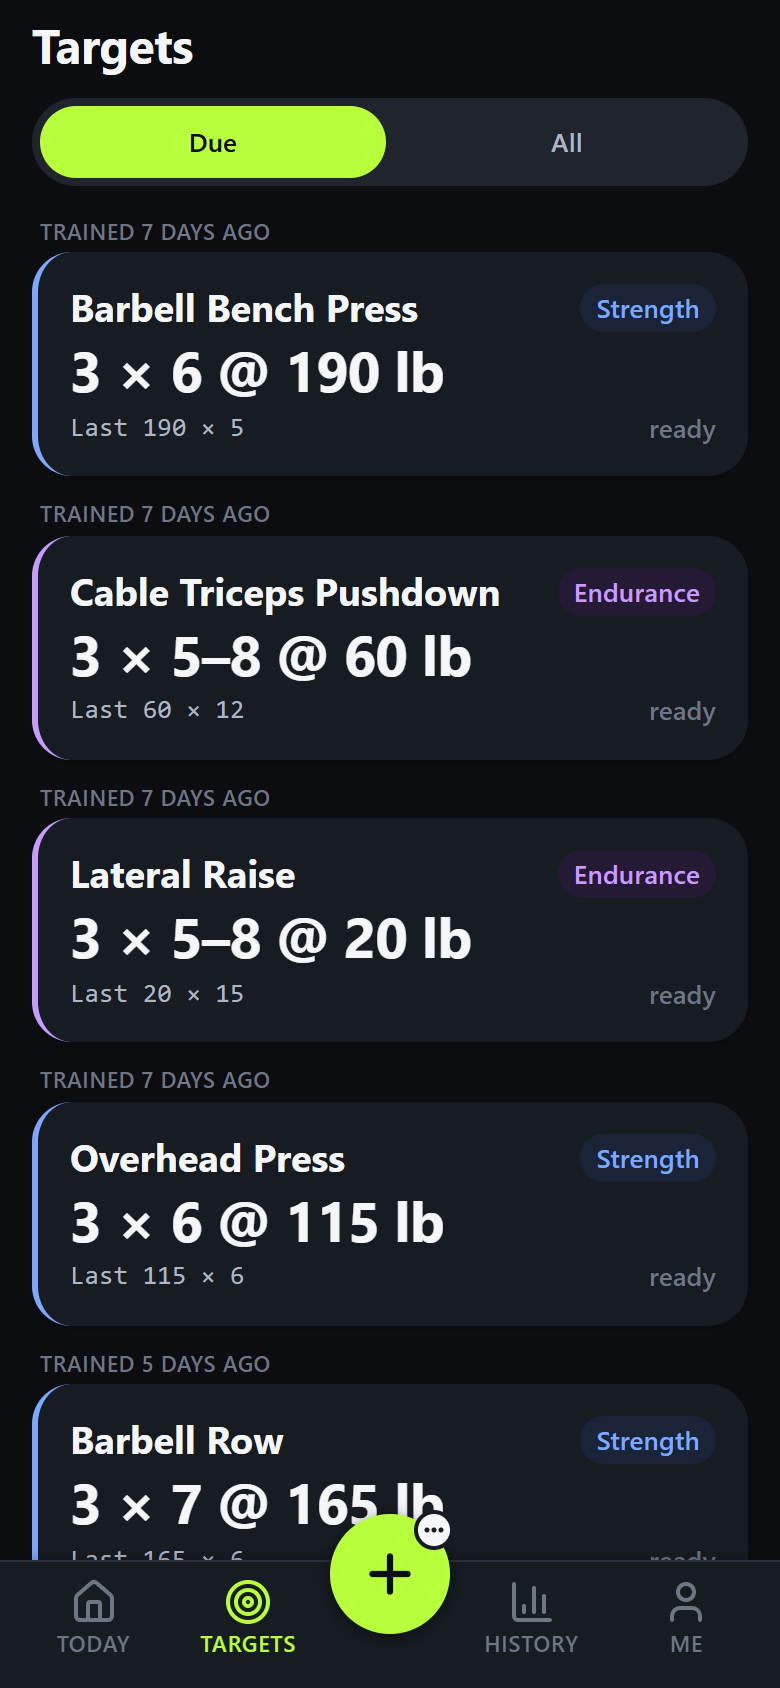 Targets
Due
All
TRAINED 7 DAYS AGO
Barbell Bench Press
Strength
3 × 6 @ 190 lb
Last 190 × 5
ready
TRAINED 7 DAYS AGO
Cable Triceps Pushdown
Endurance
3 × 5–8 @ 60 lb
Last 60 × 12
ready
TRAINED 7 DAYS AGO
Lateral Raise
Endurance
3 × 5–8 @ 20 lb
Last 20 × 15
ready
TRAINED 7 DAYS AGO
Overhead Press
Strength
3 × 6 @ 115 lb
Last 115 × 6
ready
TRAINED 5 DAYS AGO
Barbell Row
Strength
3 × 7 @ 165 lb
Last 165 × 6
ready
TODAY
TARGETS
HISTORY
ME